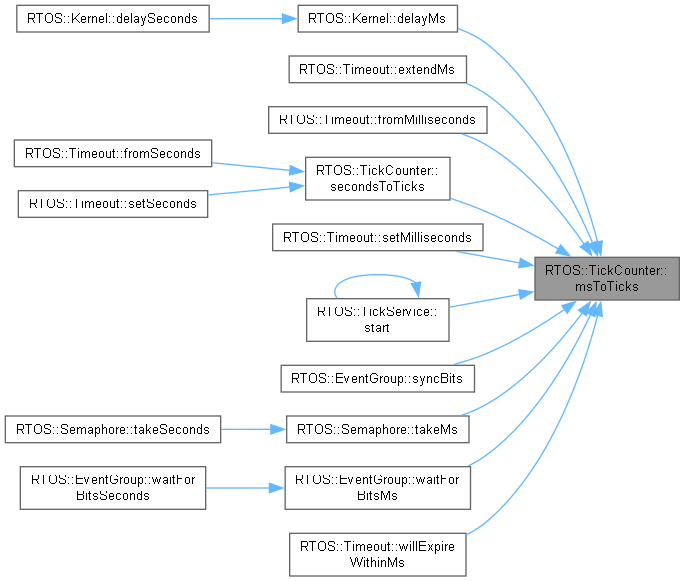 RTOS::Kernel::delaySeconds
RTOS::Kernel::delayMs
RTOS::Timeout::extendMs
RTOS::Timeout::fromMilliseconds
RTOS::Timeout::fromSeconds
RTOS::TickCounter::
secondsToTicks
RTOS::Timeout::setSeconds
RTOS::Timeout::setMilliseconds
RTOS::TickCounter::
msToTicks
RTOS::TickService::
start
RTOS::EventGroup::syncBits
RTOS::Semaphore::takeSeconds
RTOS::Semaphore::takeMs
RTOS::EventGroup::waitFor
BitsSeconds
RTOS::EventGroup::waitFor
BitsMs
RTOS::Timeout::willExpire
WithinMs